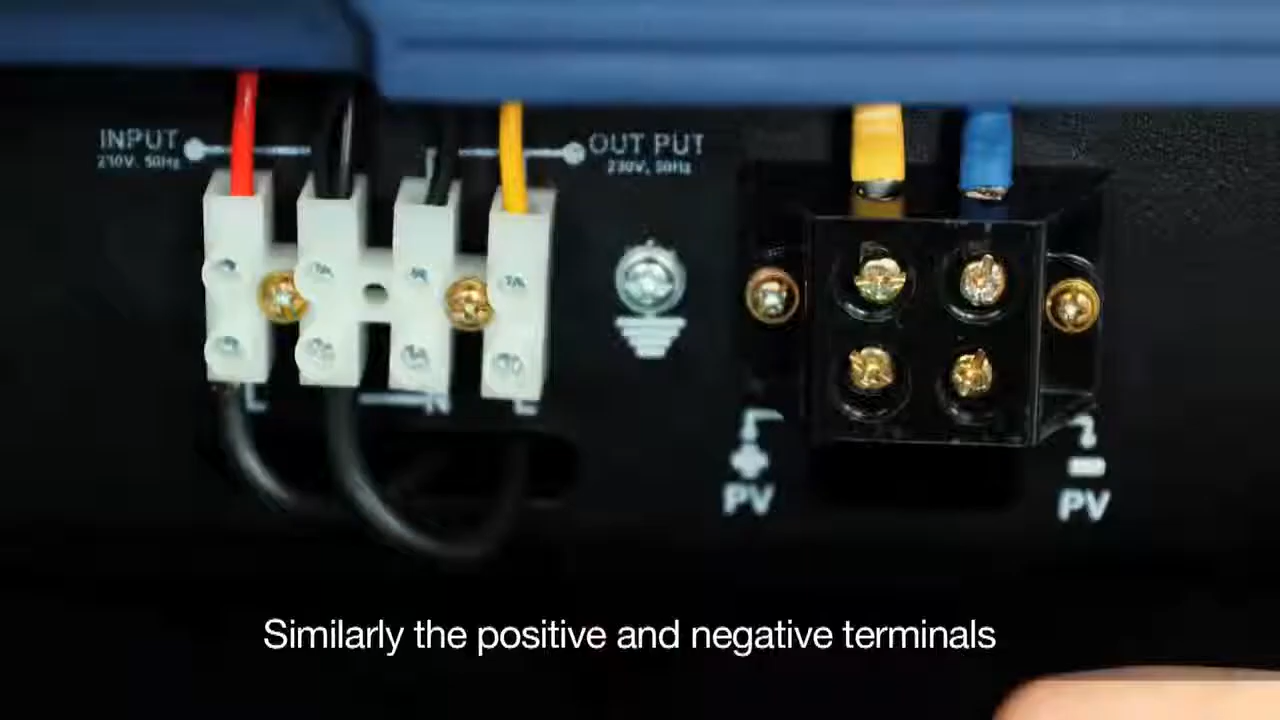 INPUT
230V, 50Hz
OUT PUT
230V, 50Hz
L
N
L
PV
PV
Similarly the positive and negative terminals